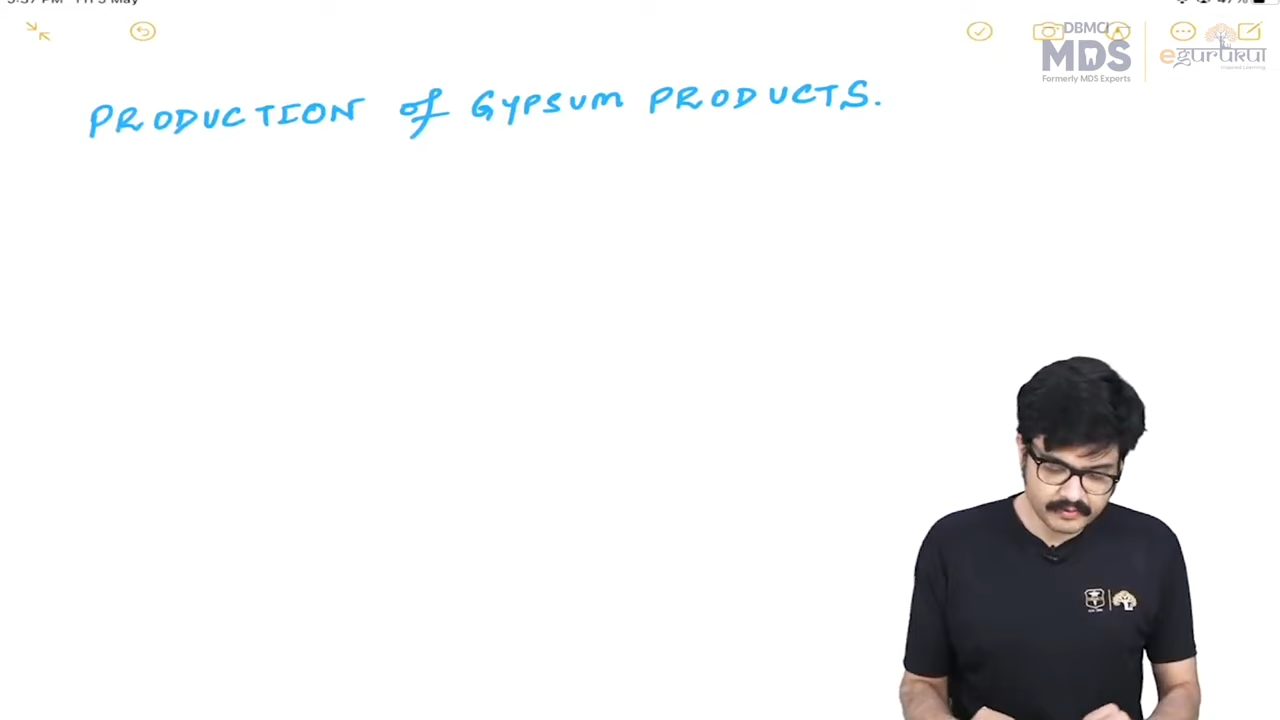 DBMCI
MDS
Formerly MDS Experts
egurukul
PRODUCTION of GYPSUM PRODUCTS.